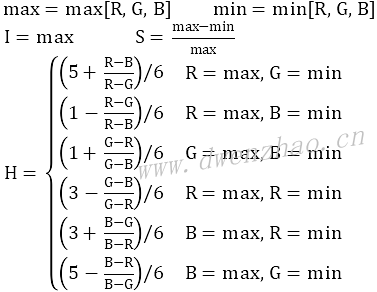 max = max[R, G, B] min = min[R, G, B]
I = max S = max−min/max
H = { (5 + R−B/R−G)/6 R = max, G = min
(1 − R−G/R−B)/6 R = max, B = min
(1 + G−R/G−B)/6 G = max, B = min
(3 − G−B/G−R)/6 R = max, R = min
(3 + B−G/B−R)/6 B = max, R = min
(5 − B−R/B−G)/6 B = max, G = min
www.dwenzhao.cn